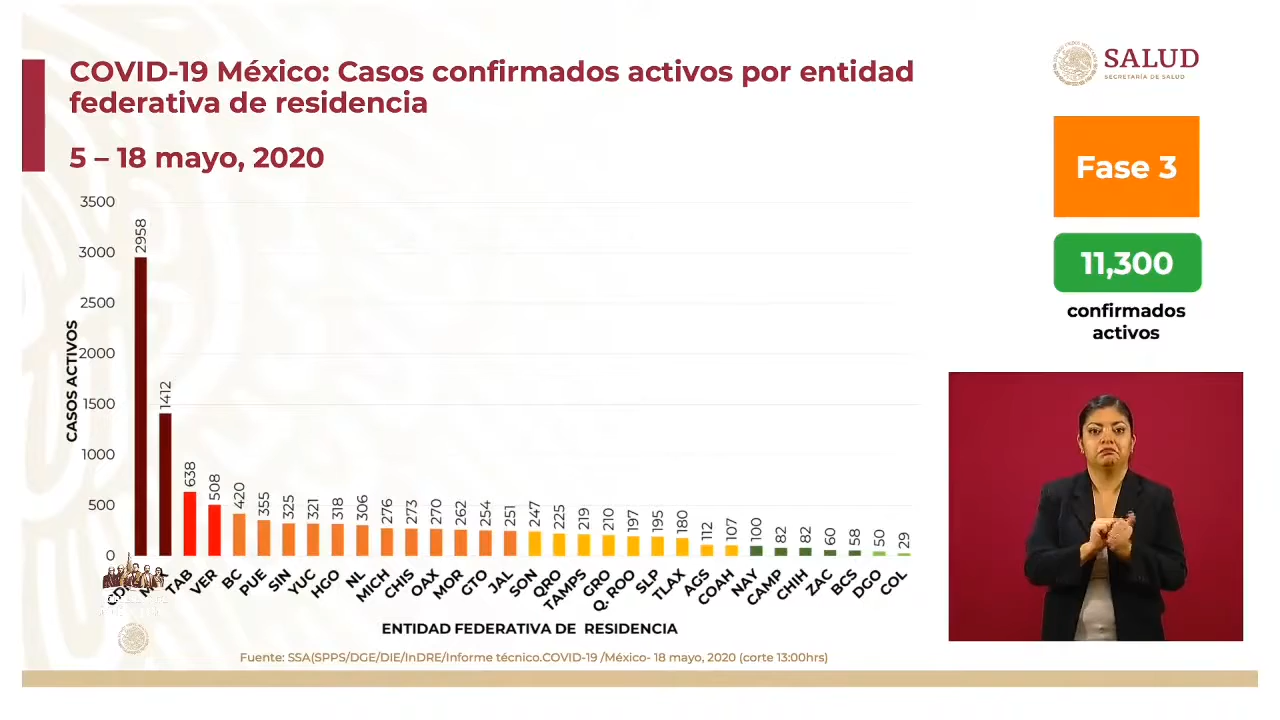 COVID-19 México: Casos confirmados activos por entidad
federativa de residencia
5 – 18 mayo, 2020
SALUD
SECRETARÍA DE SALUD
Fase 3
11,300
confirmados
activos
CASOS ACTIVOS
3500
3000
2500
2000
1500
1000
500
0
2958
1412
638
508
420
355
325
321
318
306
276
273
270
262
254
251
247
225
219
210
197
195
180
112
107
100
82
82
60
58
50
29
TAB
VER
BC
PUE
SIN
YUC
HGO
NL
MICH
CHIS
OAX
MOR
GTO
JAL
SON
QRO
TAMPS
GRO
Q. ROO
SLP
TLAX
AGS
COAH
NAY
CAMP
CHIH
ZAC
BCS
DGO
COL
ENTIDAD FEDERATIVA DE RESIDENCIA
Fuente: SSA(SPPS/DGE/DIE/InDRE/Informe técnico.COVID-19 /México- 18 mayo, 2020 (corte 13:00hrs)